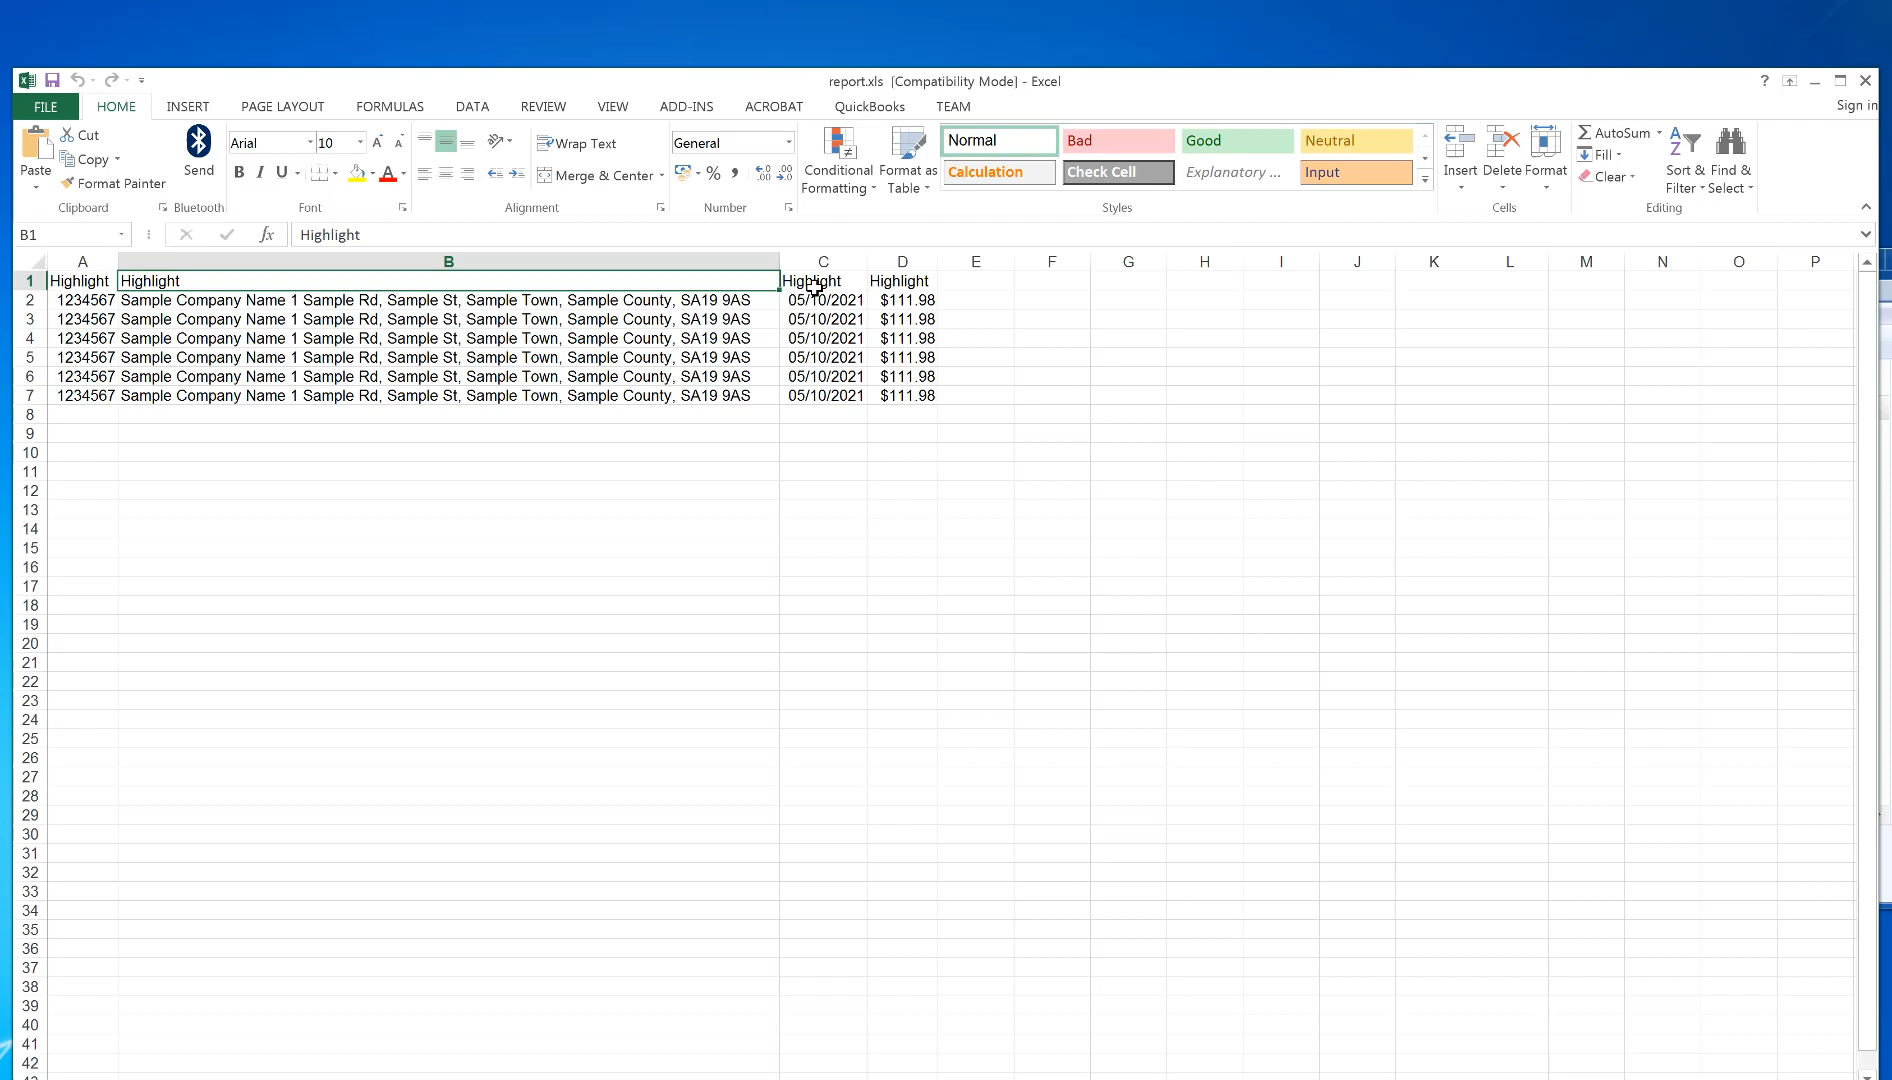 report.xls [Compatibility Mode] - Excel
?
FILE HOME INSERT PAGE LAYOUT FORMULAS DATA REVIEW VIEW ADD-INS ACROBAT QuickBooks TEAM Sign in
Paste
Cut
Copy
Format Painter
Clipboard
Send
Bluetooth
Arial 10
B I U A
Font
Wrap Text
Merge & Center
Alignment
General
% , .00 .00
Number
Conditional Formatting
Format as Table
Normal Bad Good Neutral
Calculation Check Cell Explanatory ... Input
Styles
Insert Delete Format
Cells
AutoSum
Fill
Clear
Sort & Filter
Find & Select
Editing
B1 fx Highlight
A B C D E F G H I J K L M N O P
1 Highlight Highlight Highlight Highlight
2 1234567 Sample Company Name 1 Sample Rd, Sample St, Sample Town, Sample County, SA19 9AS 05/10/2021 $111.98
3 1234567 Sample Company Name 1 Sample Rd, Sample St, Sample Town, Sample County, SA19 9AS 05/10/2021 $111.98
4 1234567 Sample Company Name 1 Sample Rd, Sample St, Sample Town, Sample County, SA19 9AS 05/10/2021 $111.98
5 1234567 Sample Company Name 1 Sample Rd, Sample St, Sample Town, Sample County, SA19 9AS 05/10/2021 $111.98
6 1234567 Sample Company Name 1 Sample Rd, Sample St, Sample Town, Sample County, SA19 9AS 05/10/2021 $111.98
7 1234567 Sample Company Name 1 Sample Rd, Sample St, Sample Town, Sample County, SA19 9AS 05/10/2021 $111.98
8
9
10
11
12
13
14
15
16
17
18
19
20
21
22
23
24
25
26
27
28
29
30
31
32
33
34
35
36
37
38
39
40
41
42